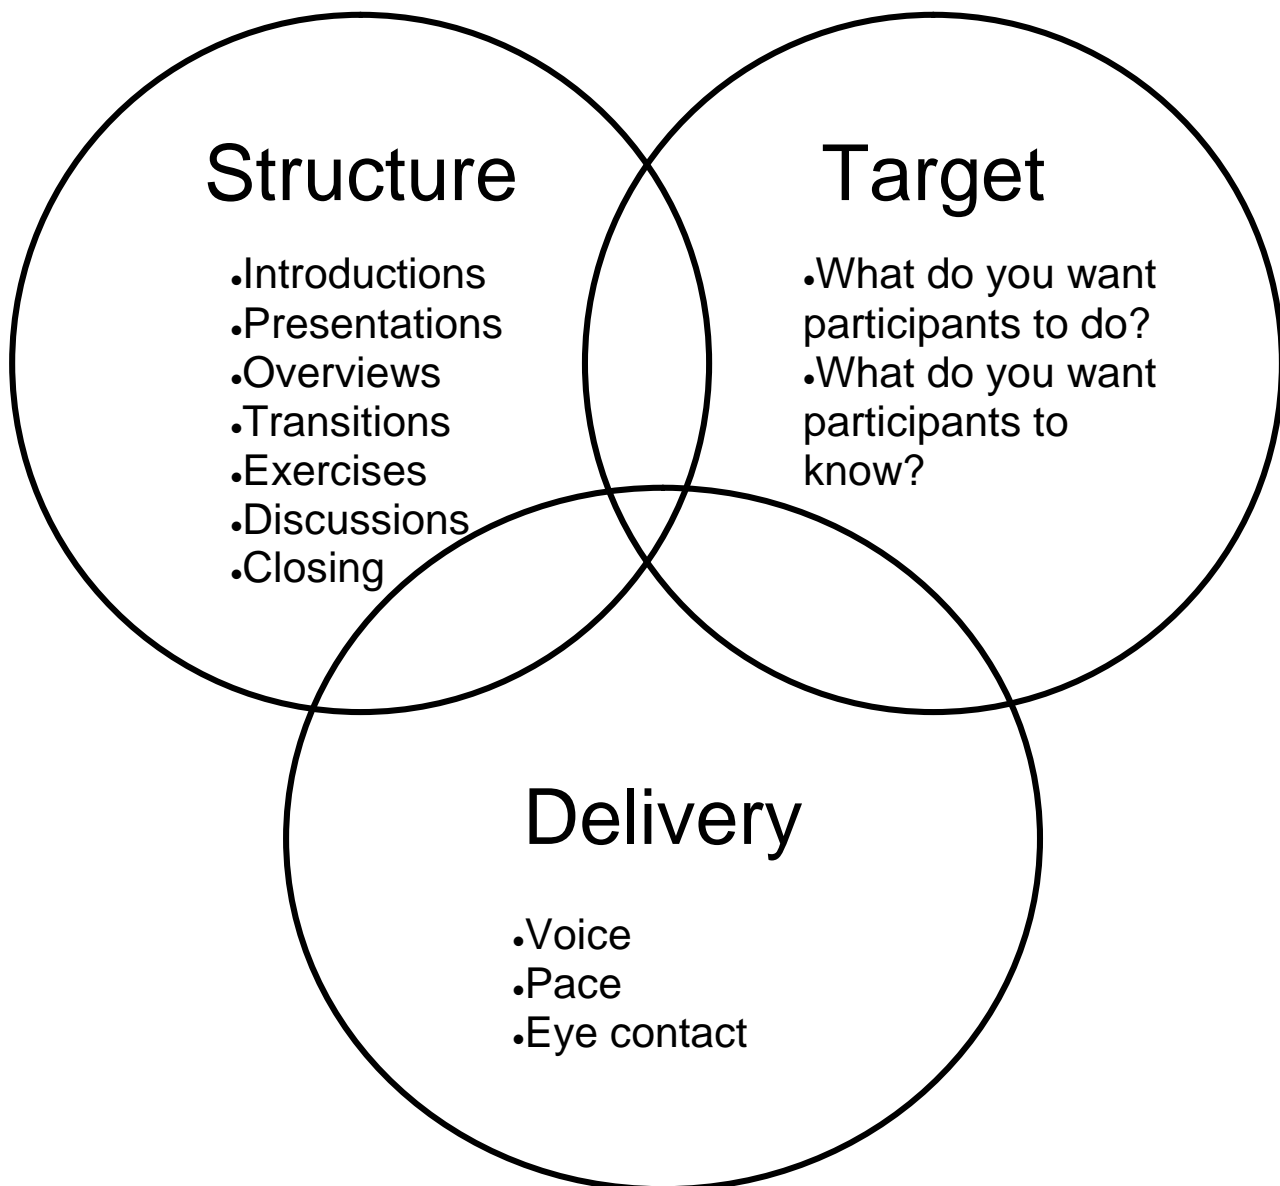 Structure
•Introductions
•Presentations
•Overviews
•Transitions
•Exercises
•Discussions
•Closing
Target
•What do you want
participants to do?
•What do you want
participants to
know?
Delivery
•Voice
•Pace
•Eye contact